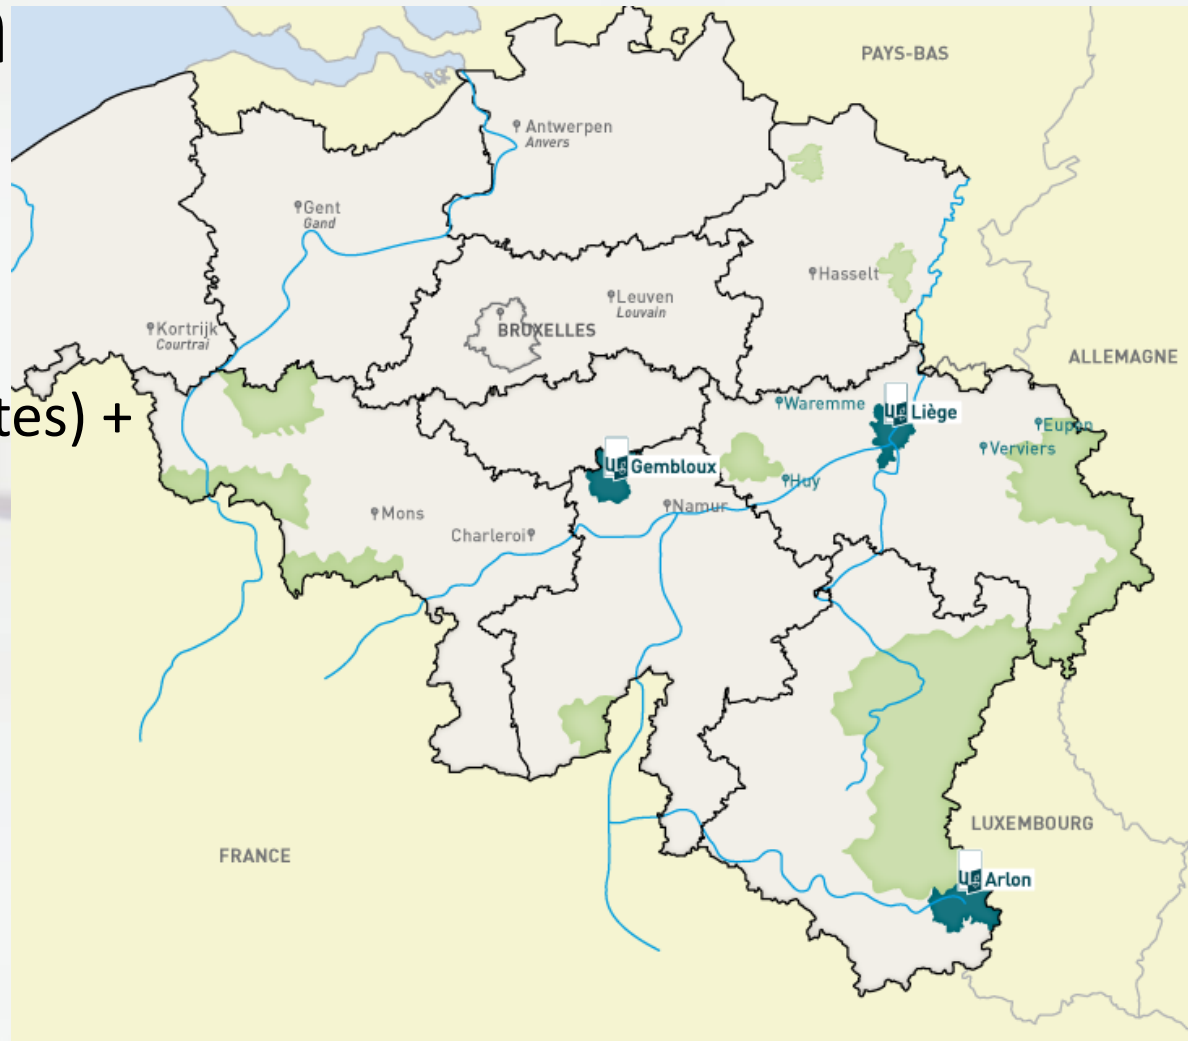 PAYS-BAS
Antwerpen
Anvers
Gent
Gand
Hasselt
Leuven
Louvain
BRUXELLES
Kortrijk
Courtrai
ALLEMAGNE
Waremme
Liège
tes) +
Eupen
Verviers
Gembloux
Huy
Namur
Mons
Charleroi
LUXEMBOURG
FRANCE
Arlon